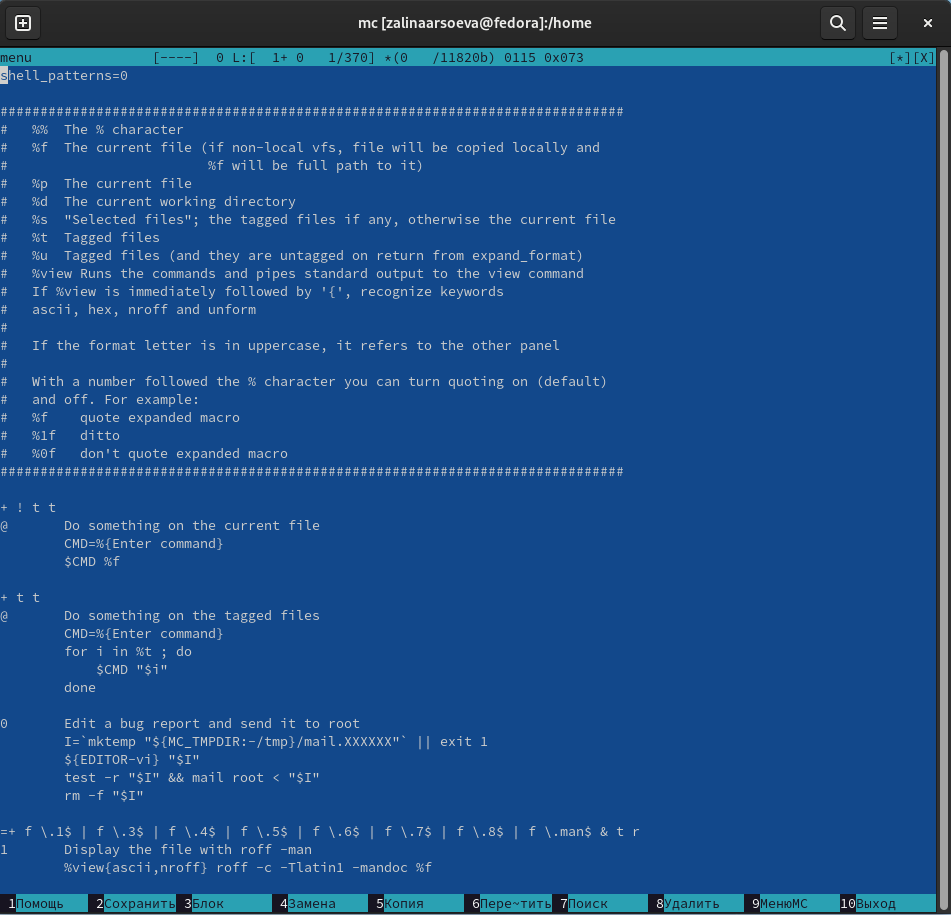 mc [zalinaarsoeva@fedora]:/home
menu               [----]  0 L:[  1+ 0   1/370] *(0   /11820b) 0115 0x073                                      [*][X]
shell_patterns=0

##############################################################################
#   %%  The % character
#   %f  The current file (if non-local vfs, file will be copied locally and
#                         %f will be full path to it)
#   %p  The current file
#   %d  The current working directory
#   %s  "Selected files"; the tagged files if any, otherwise the current file
#   %t  Tagged files
#   %u  Tagged files (and they are untagged on return from expand_format)
#   %view Runs the commands and pipes standard output to the view command
#   If %view is immediately followed by '{', recognize keywords
#   ascii, hex, nroff and unform
#
#   If the format letter is in uppercase, it refers to the other panel
#
#   With a number followed the % character you can turn quoting on (default)
#   and off. For example:
#   %f    quote expanded macro
#   %1f   ditto
#   %0f   don't quote expanded macro
##############################################################################

+ ! t t
@       Do something on the current file
        CMD=%{Enter command}
        $CMD %f

+ t t
@       Do something on the tagged files
        CMD=%{Enter command}
        for i in %t ; do
            $CMD "$i"
        done

0       Edit a bug report and send it to root
        I=`mktemp "${MC_TMPDIR:-/tmp}/mail.XXXXXX"` || exit 1
        ${EDITOR-vi} "$I"
        test -r "$I" && mail root < "$I"
        rm -f "$I"

=+ f \.1$ | f \.3$ | f \.4$ | f \.5$ | f \.6$ | f \.7$ | f \.8$ | f \.man$ & t r
1       Display the file with roff -man
        %view{ascii,nroff} roff -c -Tlatin1 -mandoc %f

1Помощь 2Сохранить 3Блок 4Замена 5Копия 6Пере~тить 7Поиск 8Удалить 9МенюMC 10Выход